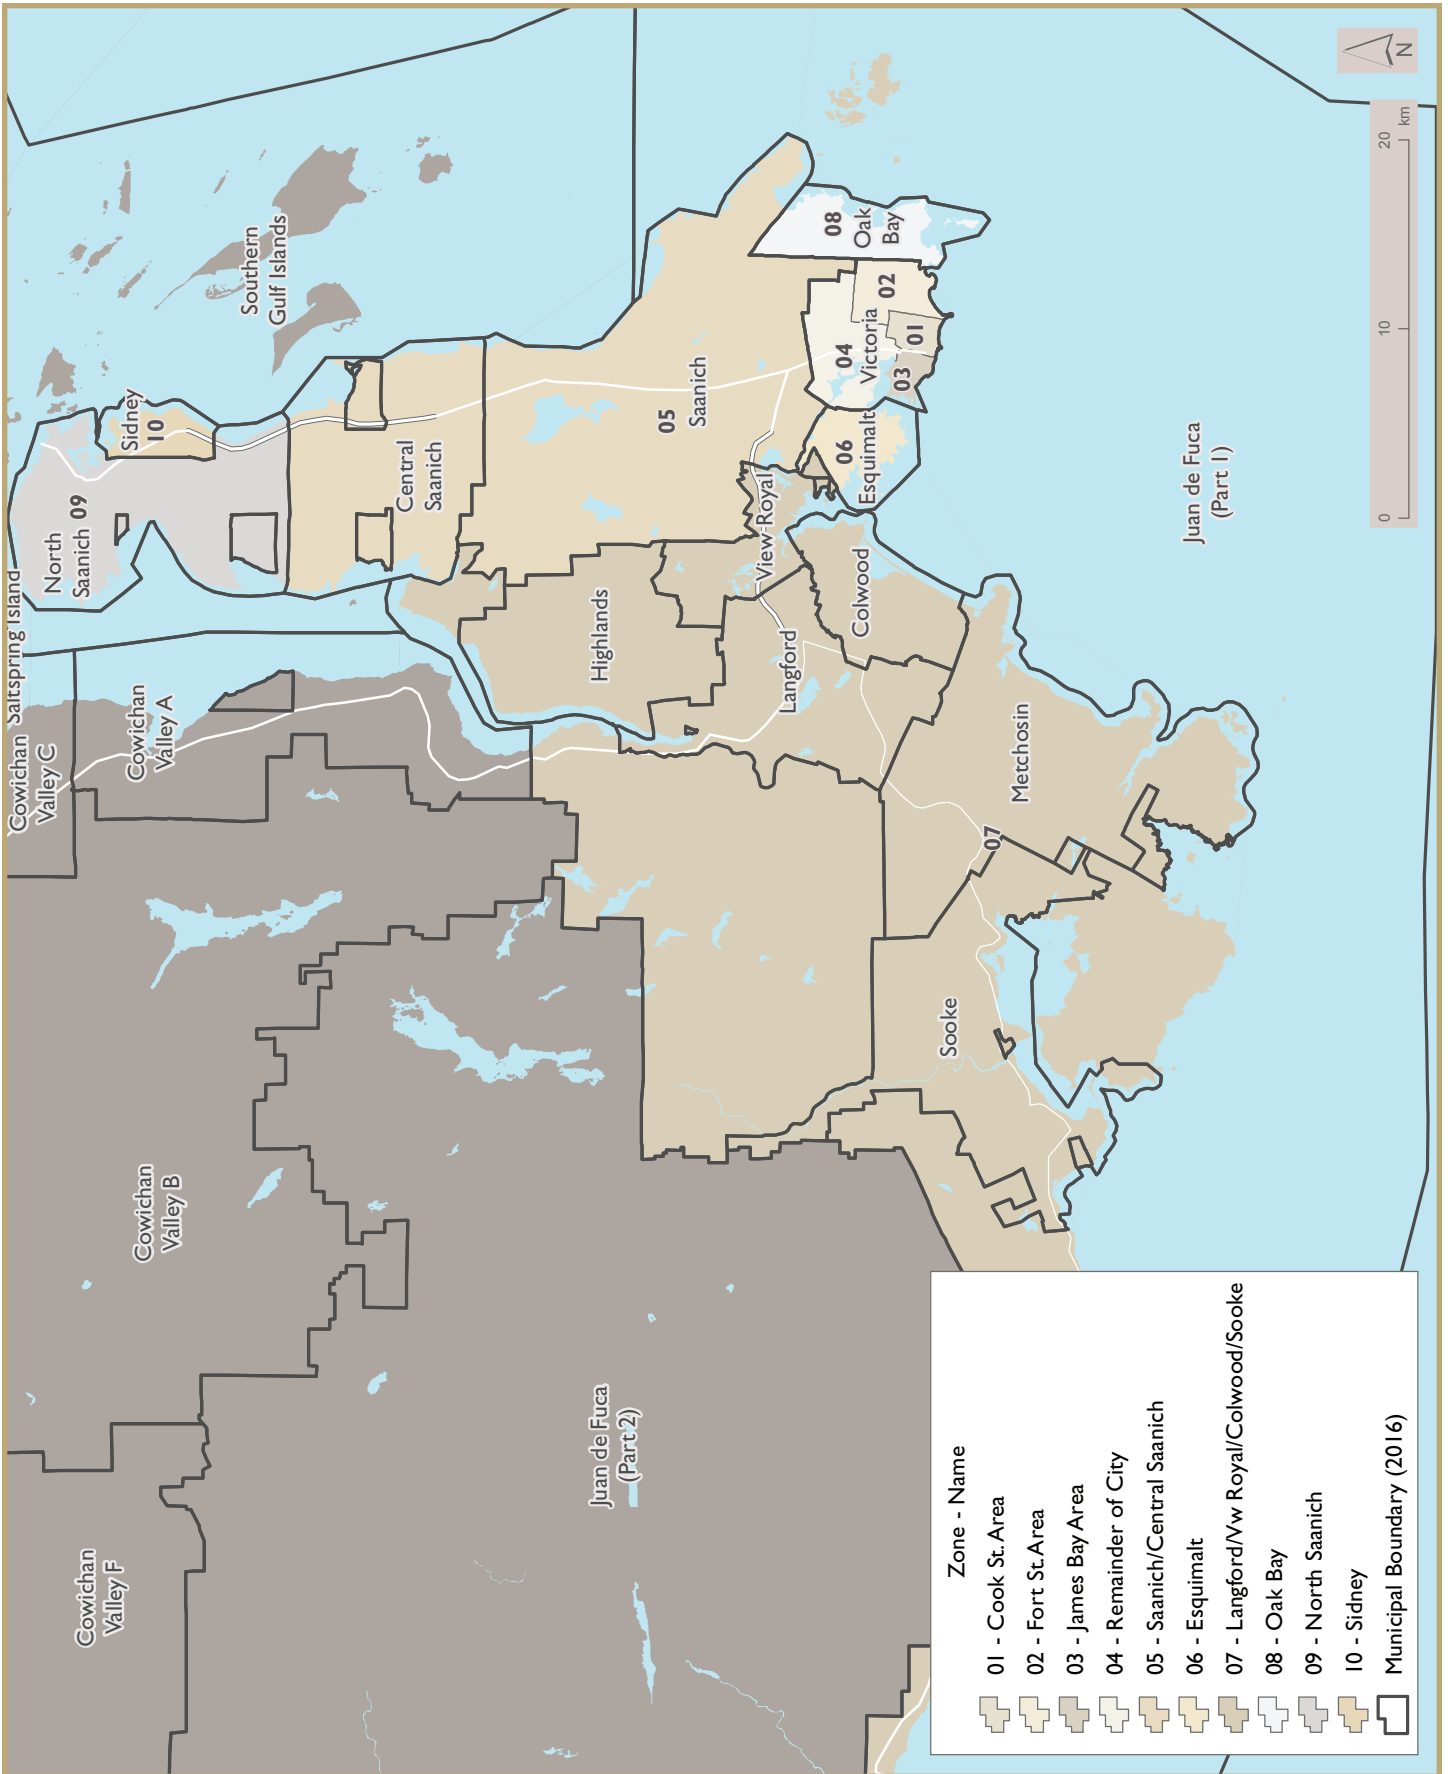 Cowichan
Valley F
Cowichan
Valley B
Cowichan
Valley C
Cowichan
Valley A
Saltspring Island
North
Saanich
09
Sidney
10
Southern
Gulf Islands
Central
Saanich
05
Saanich
Highlands
Juan de Fuca
(Part 2)
View Royal
Langford
Colwood
06
Esquimalt
04
Victoria
03
01
02
08
Oak
Bay
Sooke
07
Metchosin
Juan de Fuca
(Part 1)
Zone - Name
01 - Cook St. Area
02 - Fort St. Area
03 - James Bay Area
04 - Remainder of City
05 - Saanich/Central Saanich
06 - Esquimalt
07 - Langford/Vw Royal/Colwood/Sooke
08 - Oak Bay
09 - North Saanich
10 - Sidney
Municipal Boundary (2016)
0 10 20
km
N